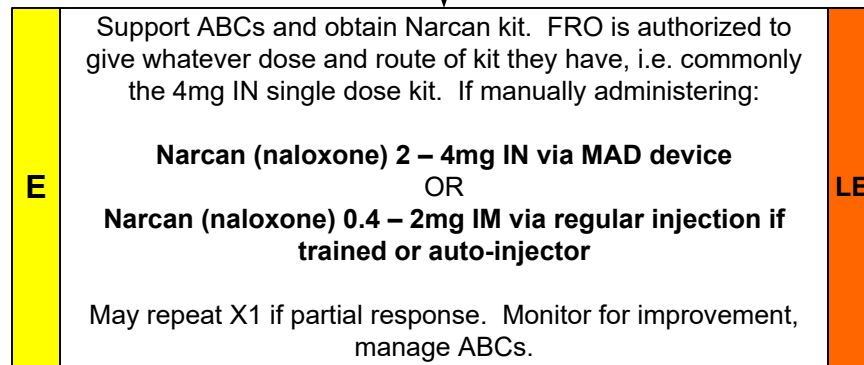 Support ABCs and obtain Narcan kit.  FRO is authorized to
give whatever dose and route of kit they have, i.e. commonly
the 4mg IN single dose kit.  If manually administering:
Narcan (naloxone) 2 – 4mg IN via MAD device
OR
E
LE
Narcan (naloxone) 0.4 – 2mg IM via regular injection if
trained or auto-injector
May repeat X1 if partial response.  Monitor for improvement,
manage ABCs.